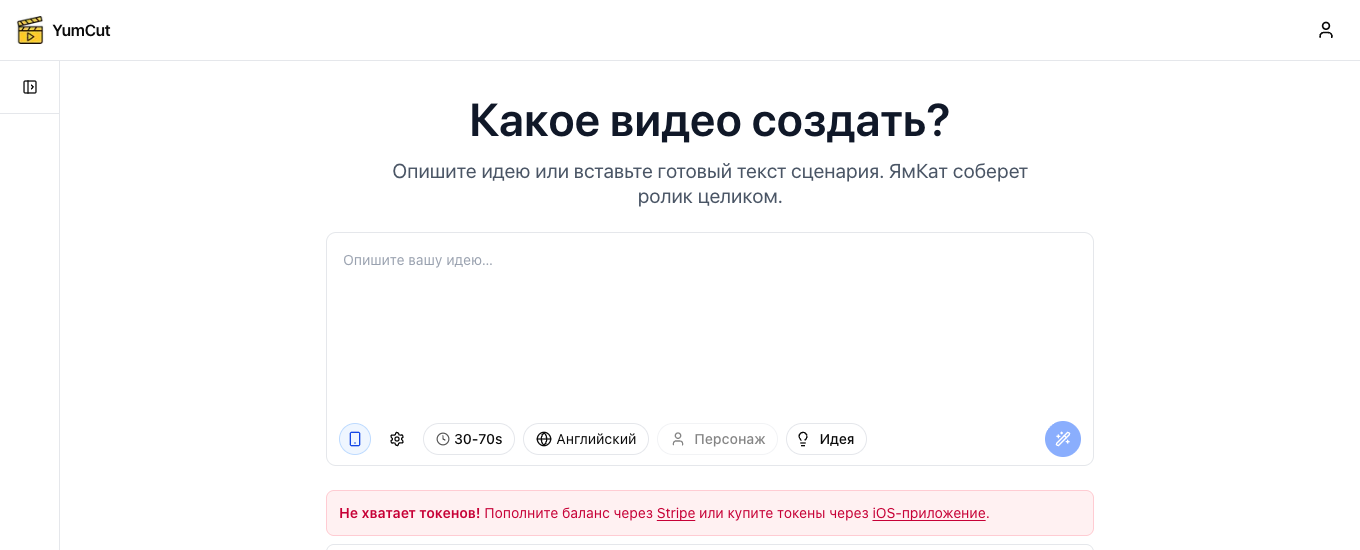 YumCut
Какое видео создать?
Опишите идею или вставьте готовый текст сценария. ЯмКат соберет
ролик целиком.
Опишите вашу идею...
30-70s
Английский
Персонаж
Идея
Не хватает токенов! Пополните баланс через Stripe или купите токены через iOS-приложение.